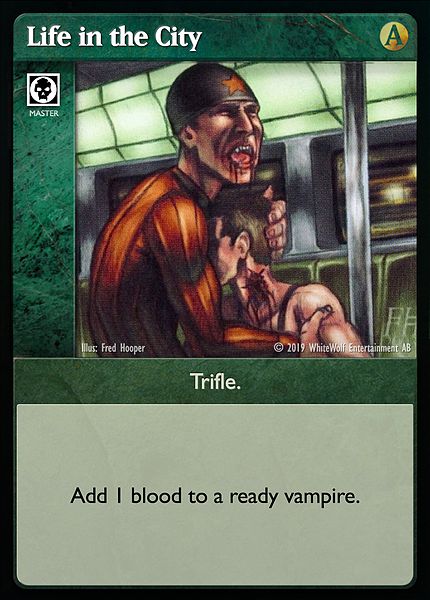 Life in the City
A
MASTER
Illus: Fred Hooper
© 2019 WhiteWolf Entertainment AB
Trifle.
Add 1 blood to a ready vampire.